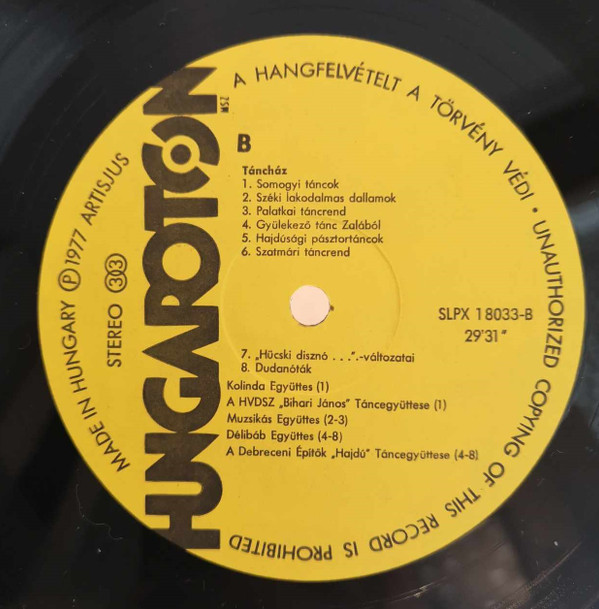 A HANGFELVÉTELT A TÖRVÉNY VÉDI • UNAUTHORIZED COPYING OF THIS RECORD IS PROHIBITED
MADE IN HUNGARY Ⓟ 1977 ARTISJUS
STEREO 303
HUNGAROTON
MSZ
B
Táncház
1. Somogyi táncok
2. Széki lakodalmas dallamok
3. Palatkai táncrend
4. Gyülekező tánc Zalából
5. Hajdúsági pásztortáncok
6. Szatmári táncrend
SLPX 18033-B
29'31"
7. „Hücski disznó . . .".-változatai
8. Dudanóták
Kolinda Együttes (1)
A HVDSZ „Bihari János" Táncegyüttese (1)
Muzsikás Együttes (2-3)
Délibáb Együttes (4-8)
A Debreceni Építők „Hajdú" Táncegyüttese (4-8)